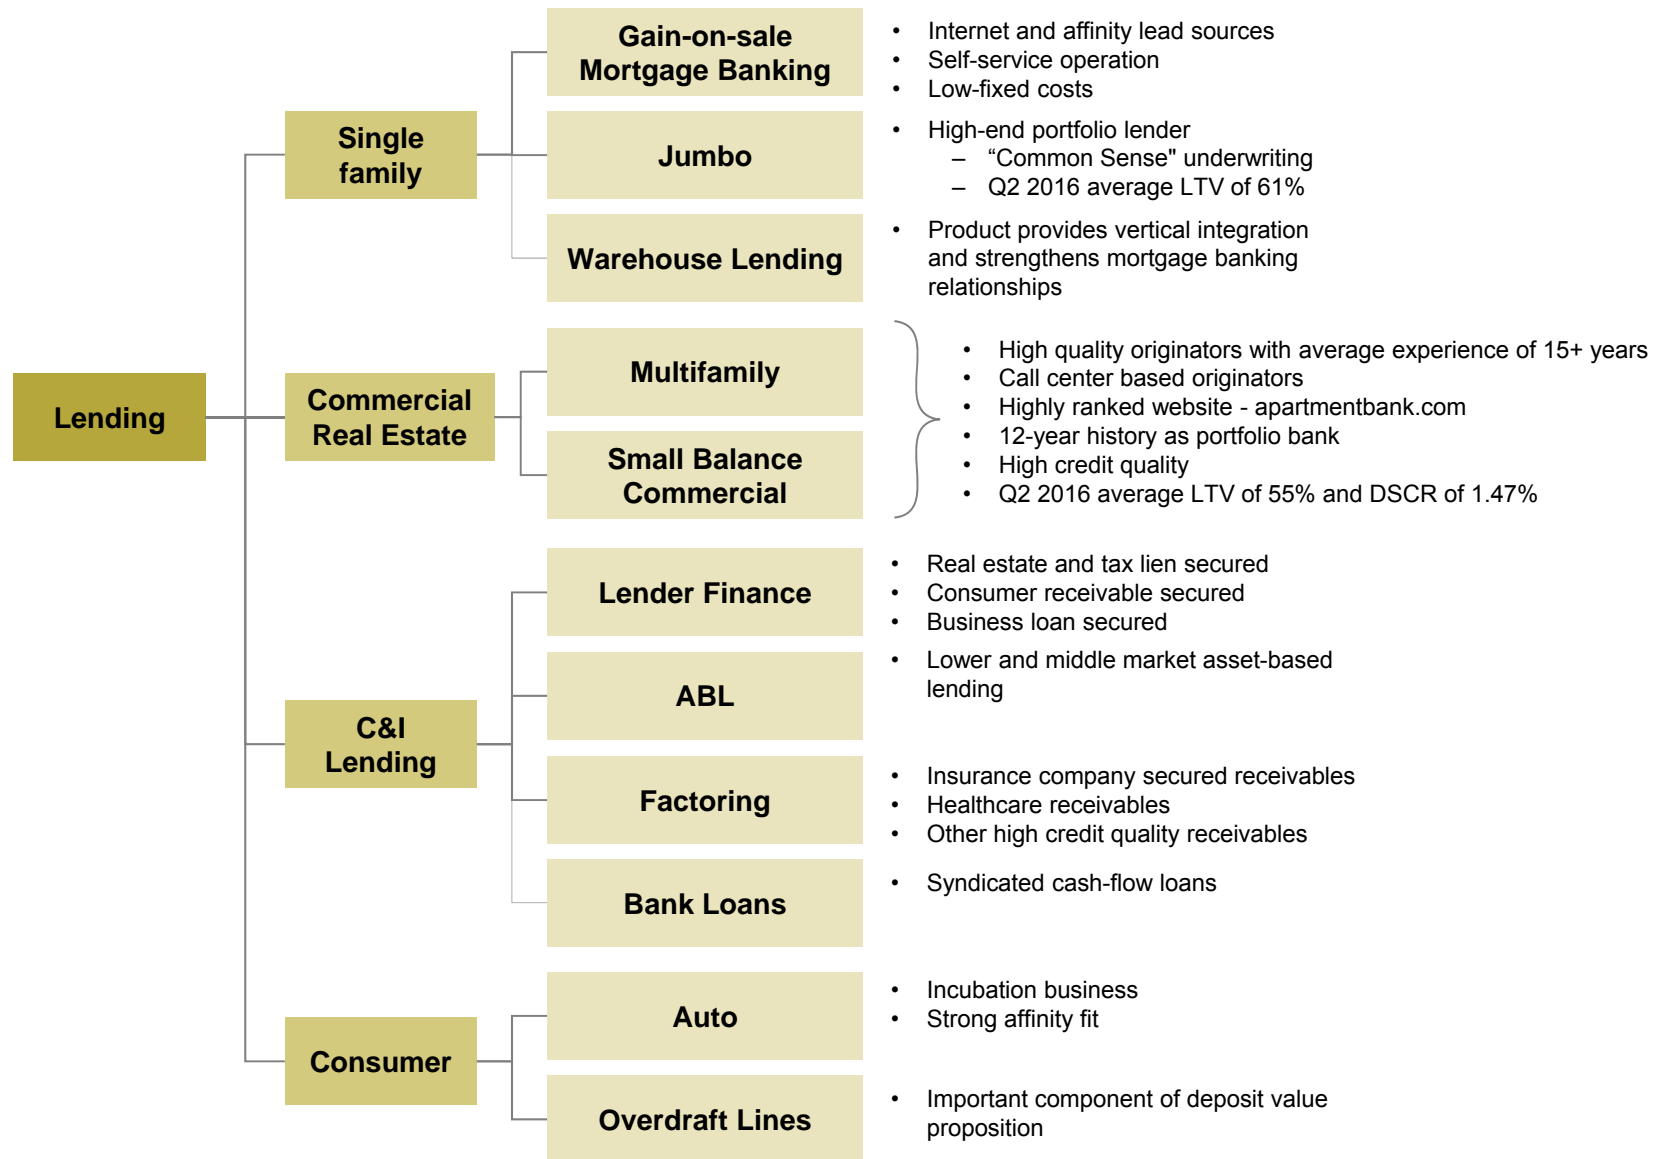 Lending
Single
family
Gain-on-sale
Mortgage Banking
• Internet and affinity lead sources
• Self-service operation
• Low-fixed costs
Jumbo
• High-end portfolio lender
– “Common Sense" underwriting
– Q2 2016 average LTV of 61%
Warehouse Lending
• Product provides vertical integration
and strengthens mortgage banking
relationships
Commercial
Real Estate
Multifamily
Small Balance
Commercial
• High quality originators with average experience of 15+ years
• Call center based originators
• Highly ranked website - apartmentbank.com
• 12-year history as portfolio bank
• High credit quality
• Q2 2016 average LTV of 55% and DSCR of 1.47%
C&I
Lending
Lender Finance
• Real estate and tax lien secured
• Consumer receivable secured
• Business loan secured
ABL
• Lower and middle market asset-based
lending
Factoring
• Insurance company secured receivables
• Healthcare receivables
• Other high credit quality receivables
Bank Loans
• Syndicated cash-flow loans
Consumer
Auto
• Incubation business
• Strong affinity fit
Overdraft Lines
• Important component of deposit value
proposition